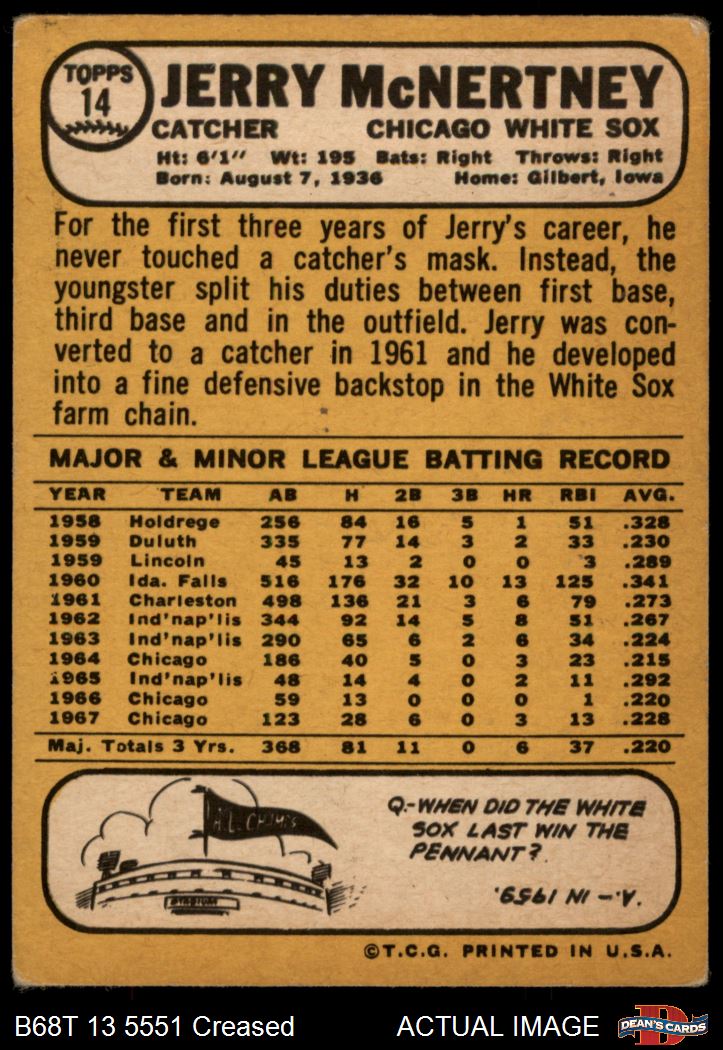 TOPPS
14
JERRY McNERTNEY
CATCHER CHICAGO WHITE SOX
Ht: 6'1" Wt: 195 Bats: Right Throws: Right
Born: August 7, 1936 Home: Gilbert, Iowa
For the first three years of Jerry's career, he
never touched a catcher's mask. Instead, the
youngster split his duties between first base,
third base and in the outfield. Jerry was con-
verted to a catcher in 1961 and he developed
into a fine defensive backstop in the White Sox
farm chain.
MAJOR & MINOR LEAGUE BATTING RECORD
YEAR TEAM AB H 2B 3B HR RBI AVG.
1958 Holdrege 256 84 16 5 1 51 .328
1959 Duluth 335 77 14 3 2 33 .230
1959 Lincoln 45 13 2 0 0 3 .289
1960 Ida. Falls 516 176 32 10 13 125 .341
1961 Charleston 498 136 21 3 6 79 .273
1962 Ind'nap'lis 344 92 14 5 8 51 .267
1963 Ind'nap'lis 290 65 6 2 6 34 .224
1964 Chicago 186 40 5 0 3 23 .215
1965 Ind'nap'lis 48 14 4 0 2 11 .292
1966 Chicago 59 13 0 0 0 1 .220
1967 Chicago 123 28 6 0 3 13 .228
Maj. Totals 3 Yrs. 368 81 11 0 6 37 .220
A.L. CHAMPS
STADIUM
Q.-WHEN DID THE WHITE
SOX LAST WIN THE
PENNANT?
A.- IN 1959.
©T.C.G. PRINTED IN U.S.A.
B68T 13 5551 Creased ACTUAL IMAGE
D
DEAN'S CARDS